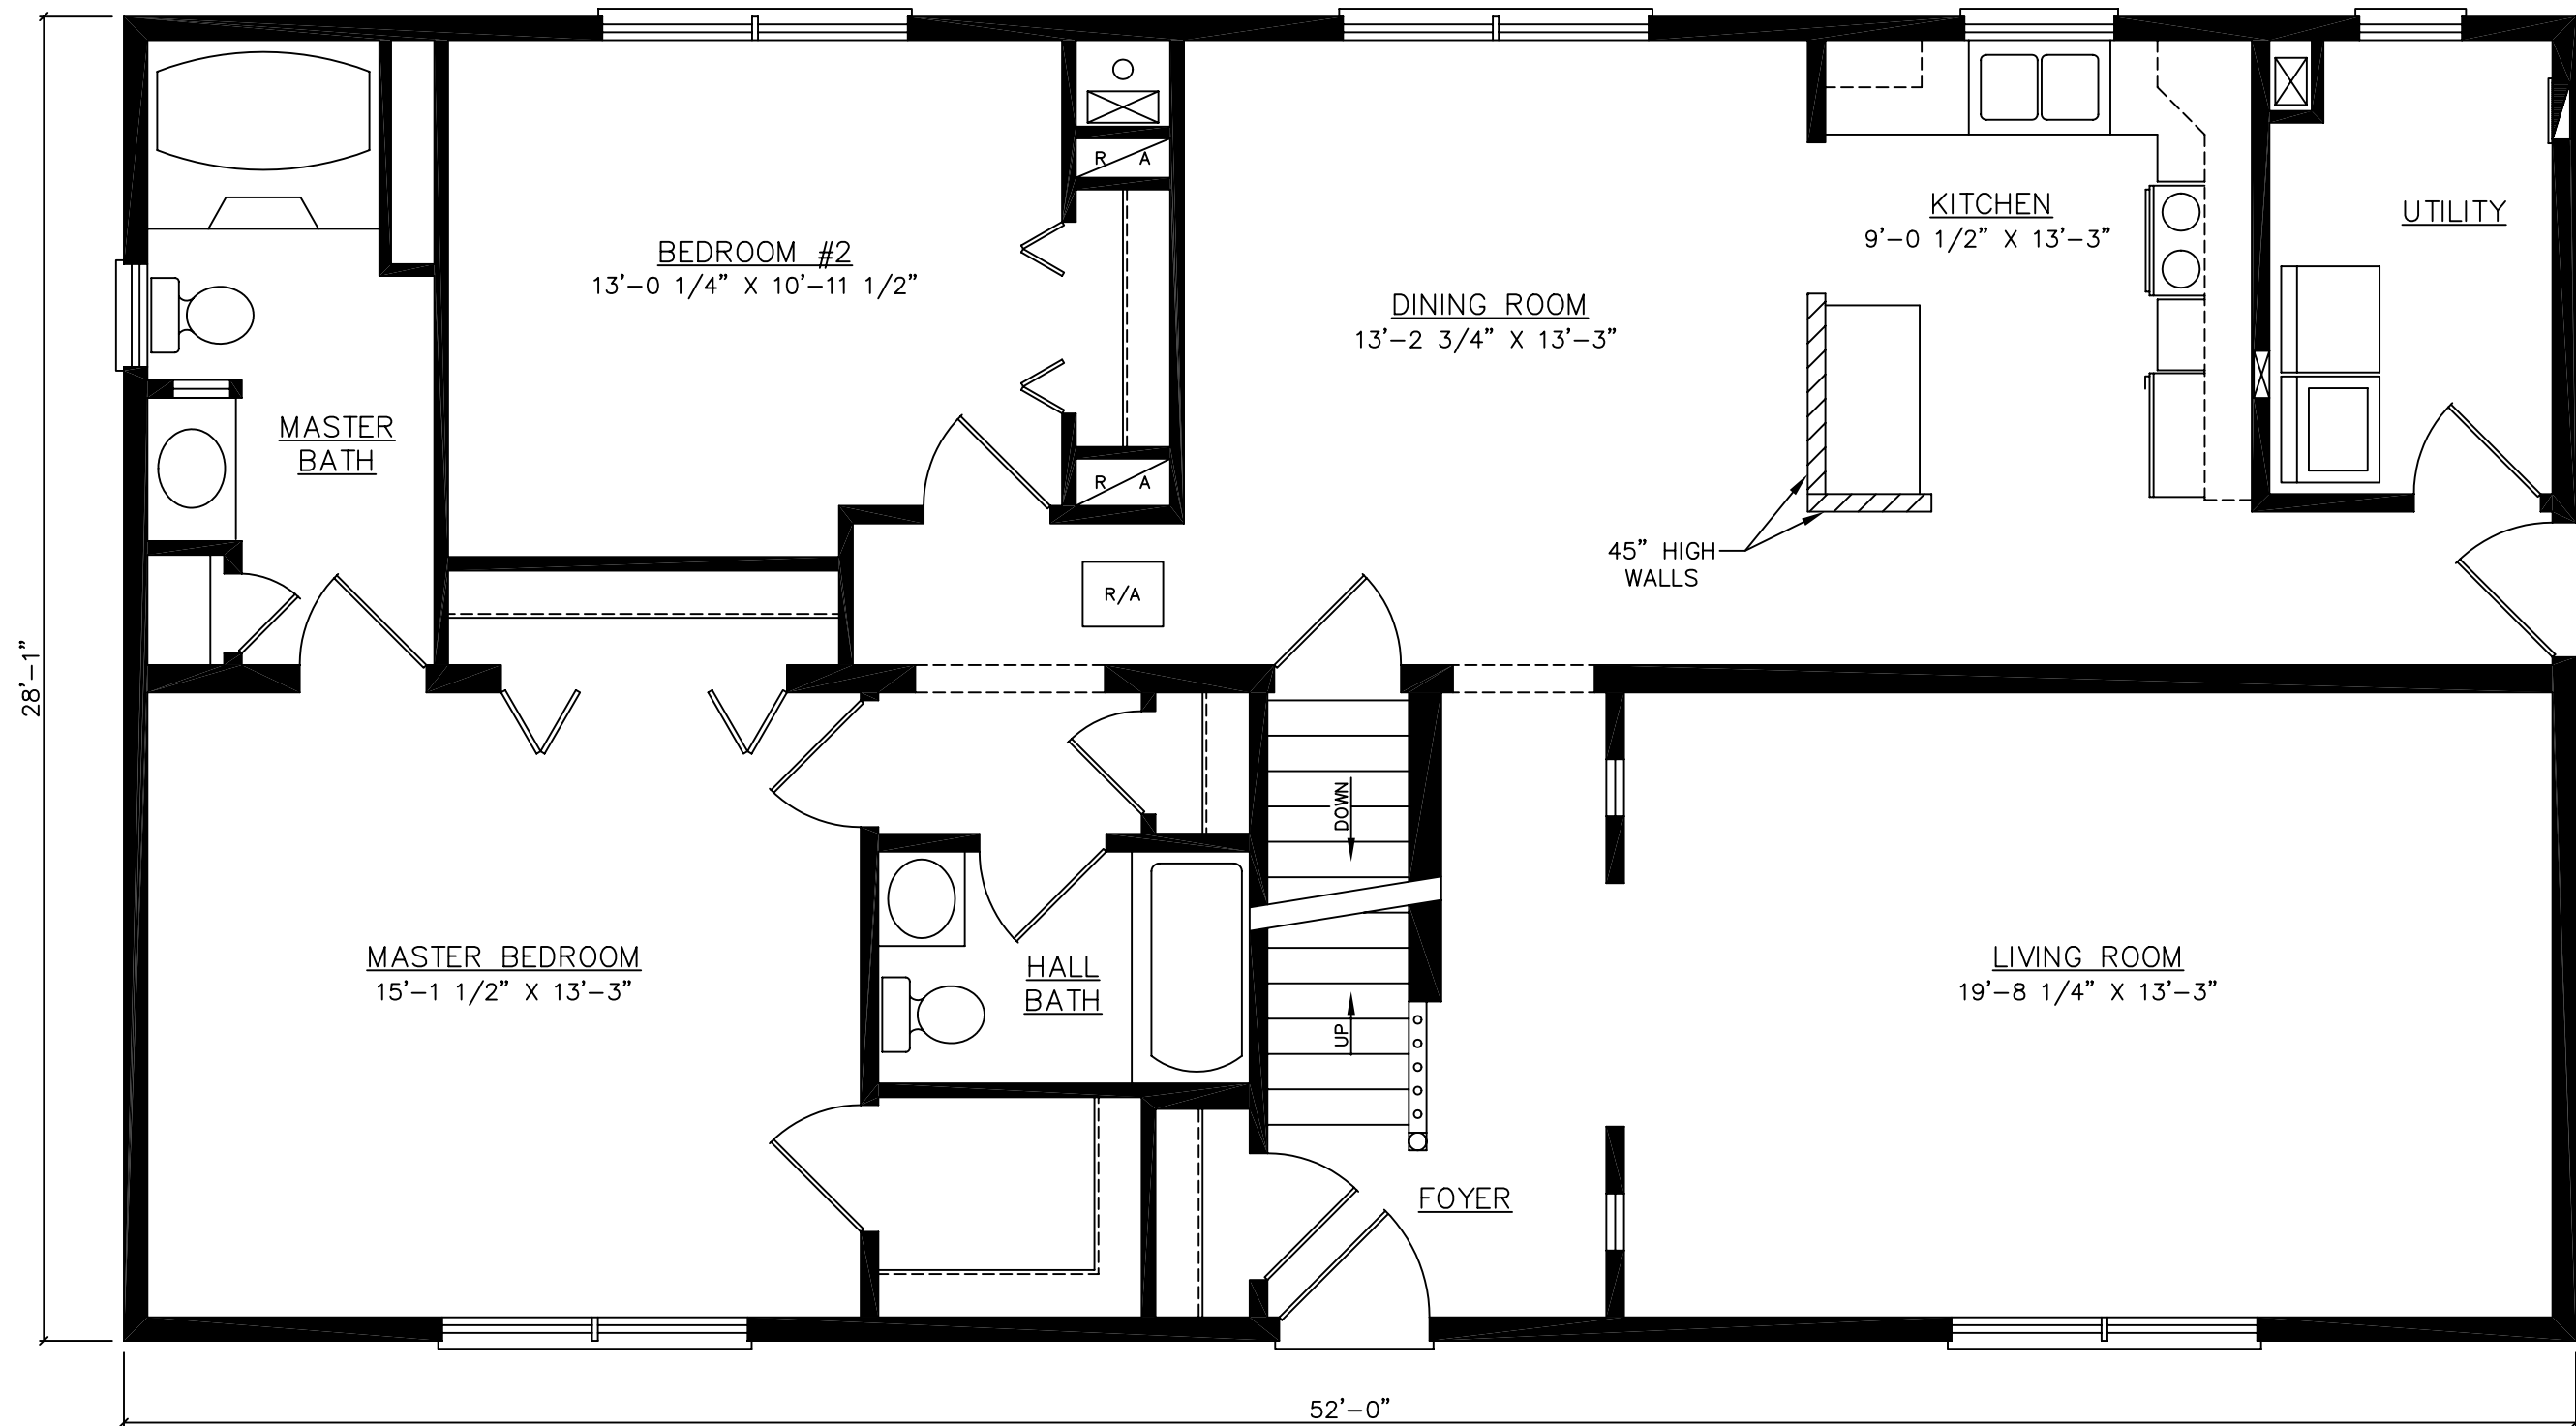 R A
KITCHEN
9'-0 1/2" X 13'-3"
UTILITY
BEDROOM #2
13'-0 1/4" X 10'-11 1/2"
DINING ROOM
13'-2 3/4" X 13'-3"
MASTER
BATH
R A
45" HIGH
WALLS
R/A
28'-1"
DOWN
MASTER BEDROOM
15'-1 1/2" X 13'-3"
HALL
BATH
UP
LIVING ROOM
19'-8 1/4" X 13'-3"
FOYER
52'-0"